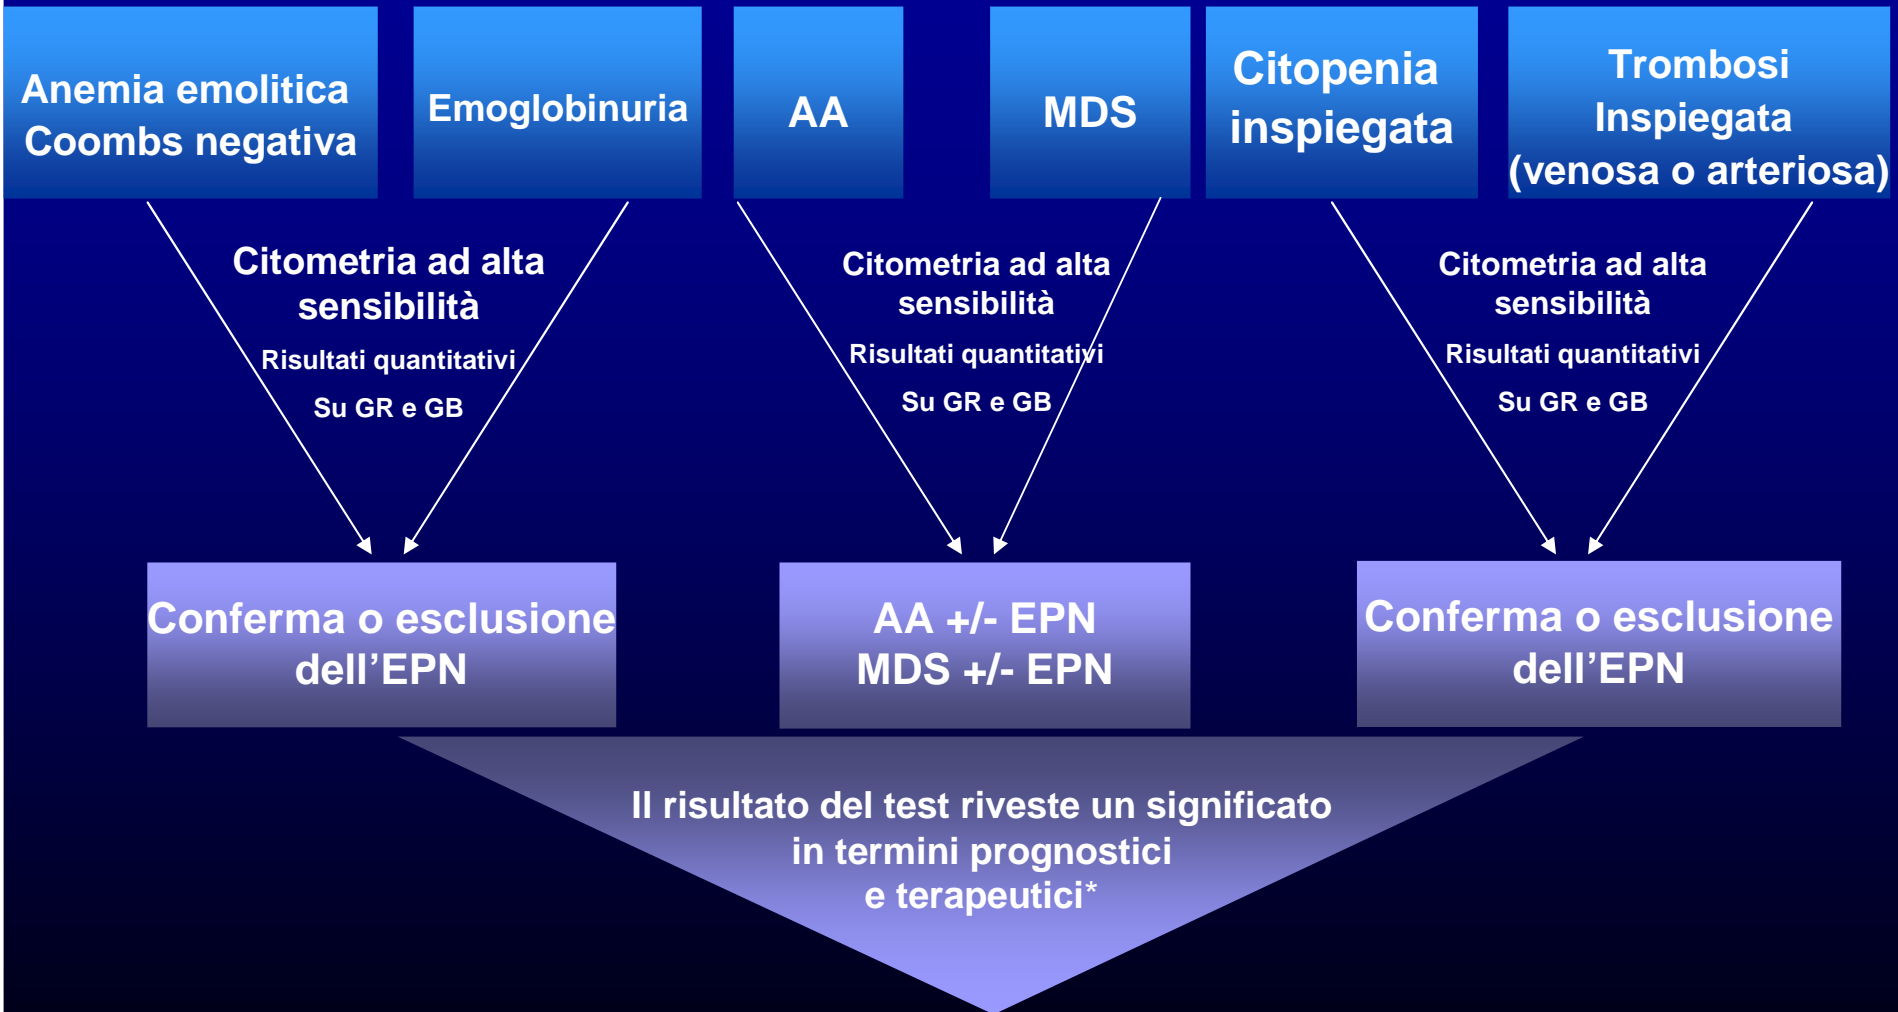 Anemia emolitica
Coombs negativa
Emoglobinuria
AA
MDS
Citopenia
inspiegata
Trombosi
Inspiegata
(venosa o arteriosa)
Citometria ad alta
sensibilità
Risultati quantitativi
Su GR e GB
Citometria ad alta
sensibilità
Risultati quantitativi
Su GR e GB
Citometria ad alta
sensibilità
Risultati quantitativi
Su GR e GB
Conferma o esclusione
dell’EPN
AA +/- EPN
MDS +/- EPN
Conferma o esclusione
dell’EPN
Il risultato del test riveste un significato
in termini prognostici
e terapeutici*